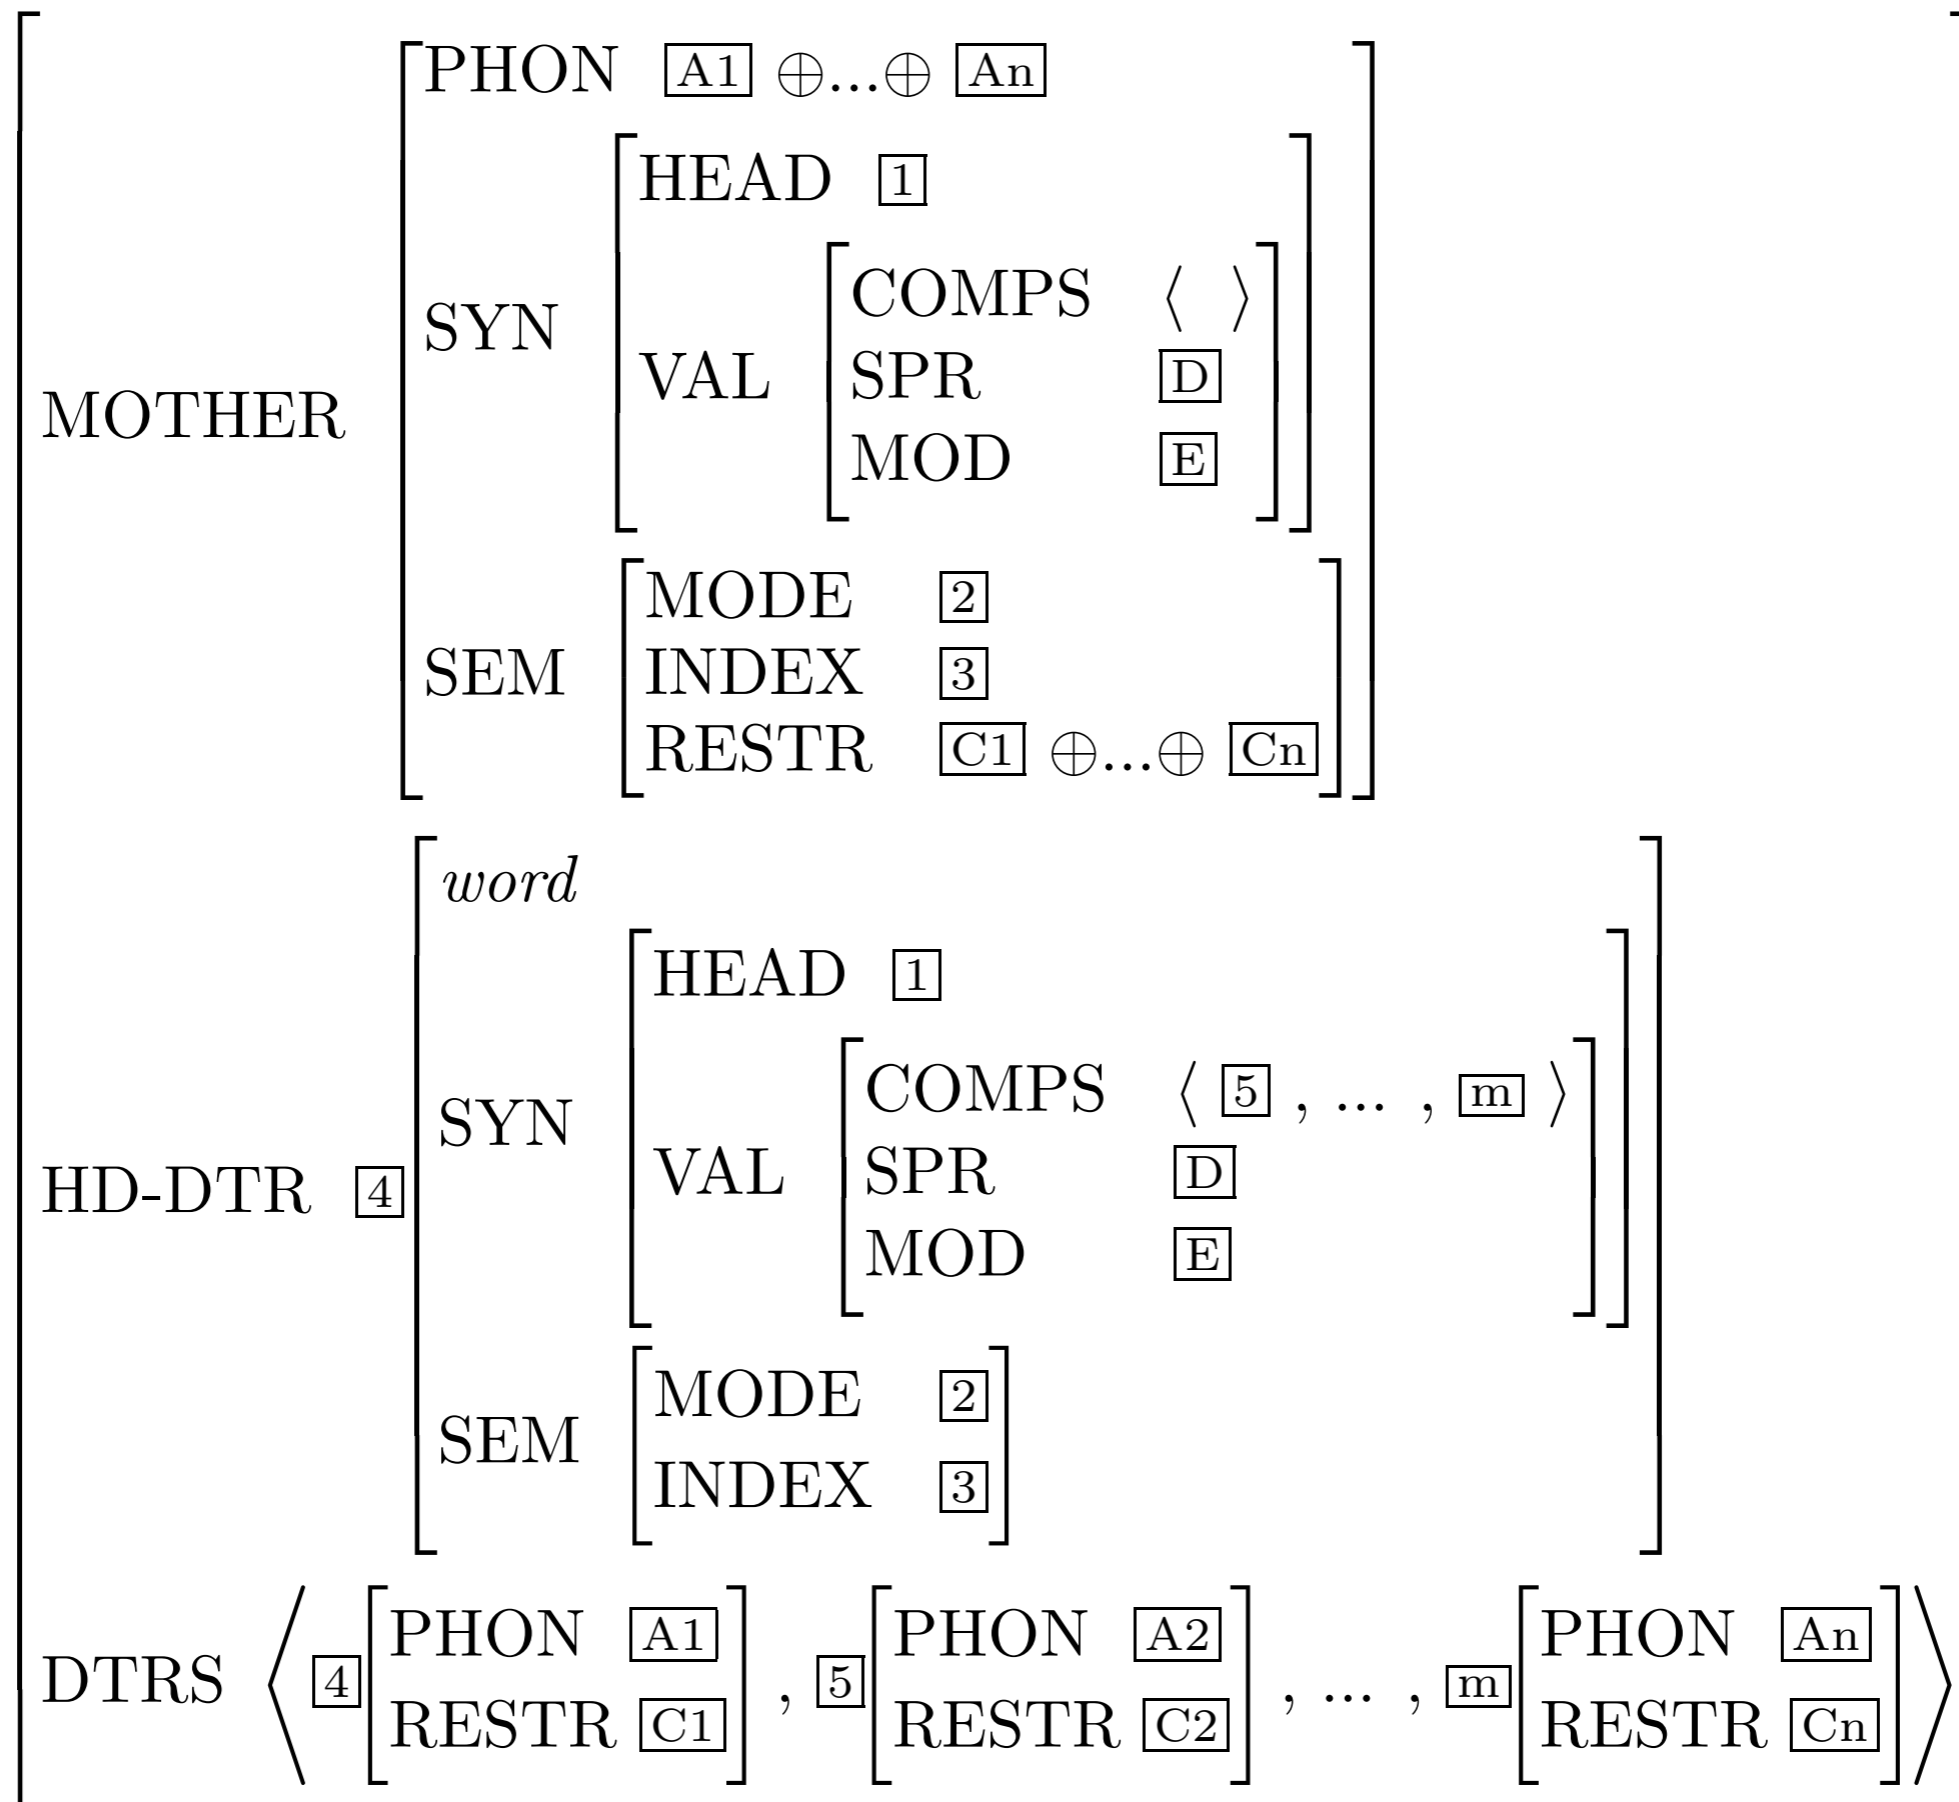 PHON A1 ⊕...⊕ An
HEAD 1
COMPS ⟨ ⟩
SYN
VAL
SPR D
MOTHER
MOD E
MODE 2
SEM
INDEX 3
RESTR C1 ⊕...⊕ Cn
word
HEAD 1
COMPS ⟨ 5 , ... , m ⟩
SYN
VAL
SPR D
HD-DTR 4
MOD E
MODE 2
SEM
INDEX 3
DTRS ⟨ 4 [ PHON A1 ] , 5 [ PHON A2 ] , ... , m [ PHON An ] ⟩
RESTR C1 RESTR C2 RESTR Cn